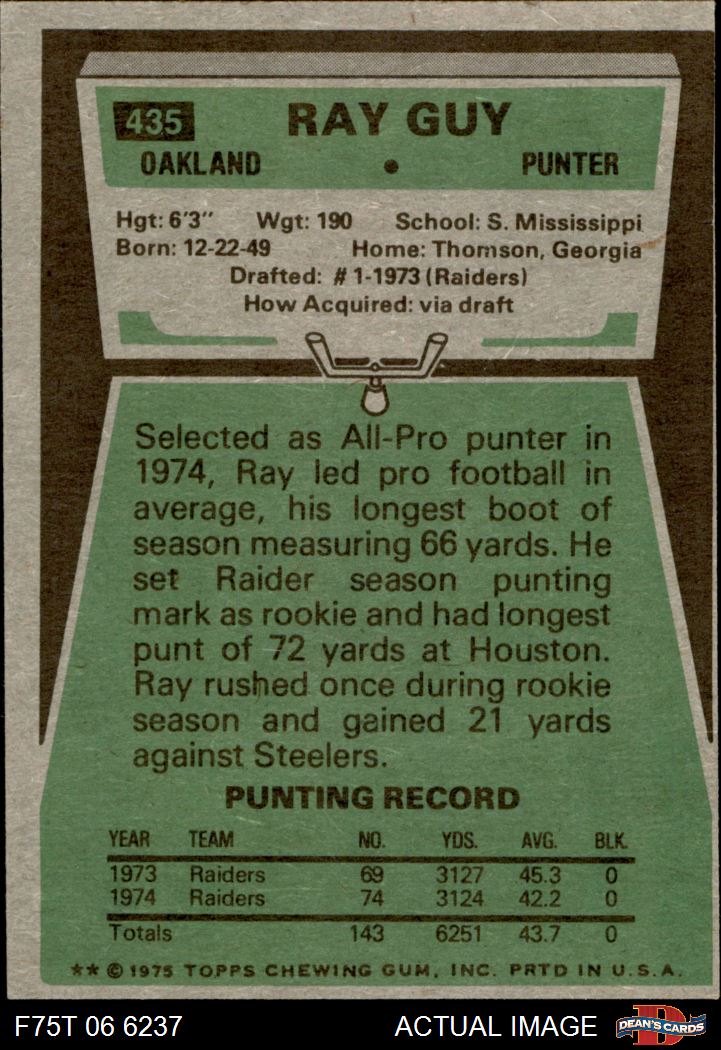 435 RAY GUY
OAKLAND • PUNTER
Hgt: 6'3" Wgt: 190 School: S. Mississippi
Born: 12-22-49 Home: Thomson, Georgia
Drafted: #1-1973 (Raiders)
How Acquired: via draft
Selected as All-Pro punter in
1974, Ray led pro football in
average, his longest boot of
season measuring 66 yards. He
set Raider season punting
mark as rookie and had longest
punt of 72 yards at Houston.
Ray rushed once during rookie
season and gained 21 yards
against Steelers.
PUNTING RECORD
YEAR TEAM NO. YDS. AVG. BLK.
1973 Raiders 69 3127 45.3 0
1974 Raiders 74 3124 42.2 0
Totals 143 6251 43.7 0
** © 1975 TOPPS CHEWING GUM, INC. PRTD IN U.S.A.
F75T 06 6237 ACTUAL IMAGE D DEAN'S CARDS